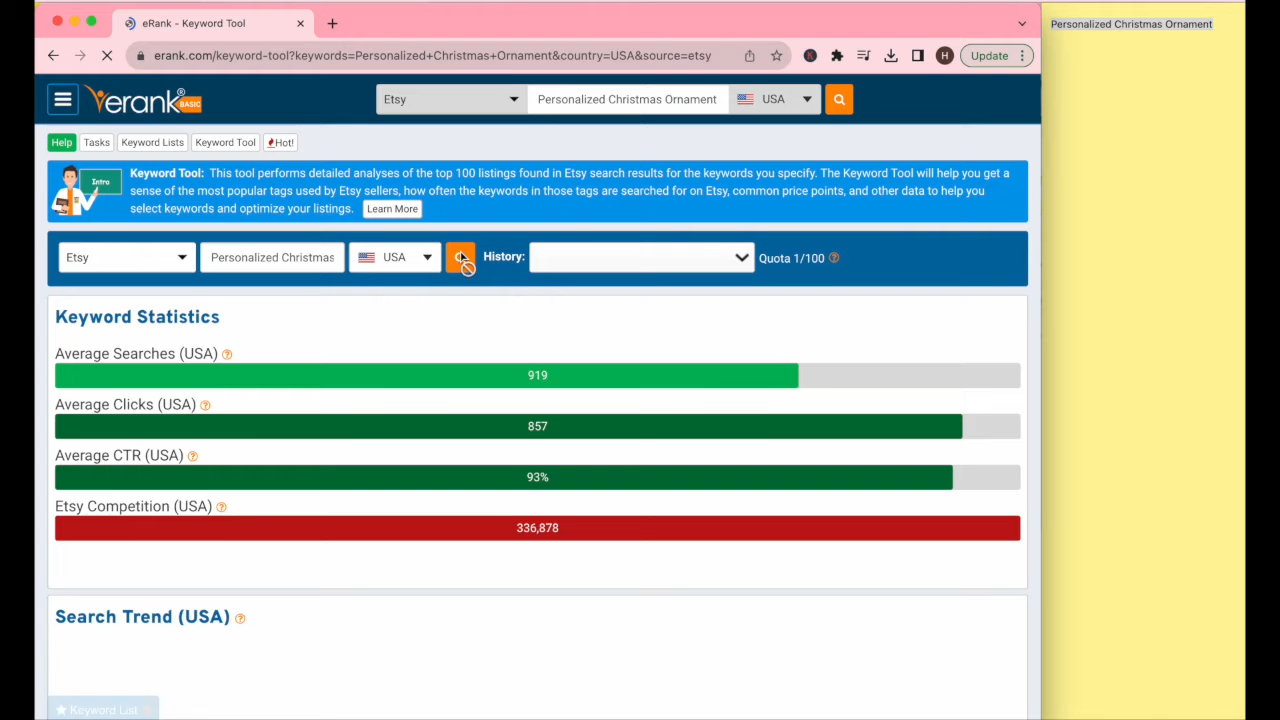 eRank - Keyword Tool
Personalized Christmas Ornament
erank.com/keyword-tool?keywords=Personalized+Christmas+Ornament&country=USA&source=etsy
H
Update
erank® BASIC
Etsy
Personalized Christmas Ornament
USA
Help
Tasks
Keyword Lists
Keyword Tool
Hot!
Intro
Keyword Tool: This tool performs detailed analyses of the top 100 listings found in Etsy search results for the keywords you specify. The Keyword Tool will help you get a
sense of the most popular tags used by Etsy sellers, how often the keywords in those tags are searched for on Etsy, common price points, and other data to help you
select keywords and optimize your listings. Learn More
Etsy
Personalized Christmas
USA
History:
Quota 1/100
Keyword Statistics
Average Searches (USA)
919
Average Clicks (USA)
857
Average CTR (USA)
93%
Etsy Competition (USA)
336,878
Search Trend (USA)
Keyword List